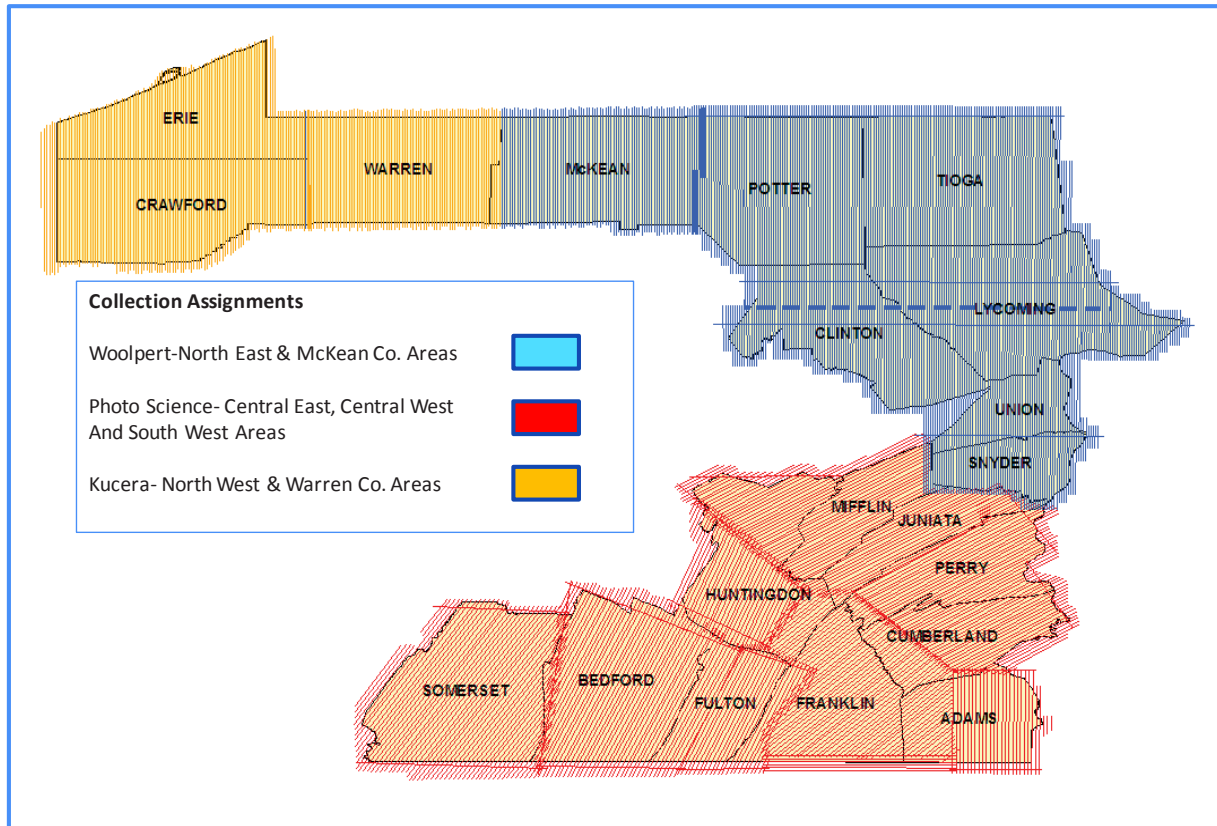 ERIE
WARREN
McKEAN
TIOGA
POTTER
CRAWFORD
Collection Assignments
LYCOMING
Woolpert-North East & McKean Co. Areas
CLINTON
Photo Science- Central East, Central West
And South West Areas
UNION
Kucera- North West & Warren Co. Areas
SNYDER
MIFFLIN
JUNIATA
PERRY
HUNTINGDON
CUMBERLAND
BEDFORD
SOMERSET
FULTON
FRANKLIN
ADAMS